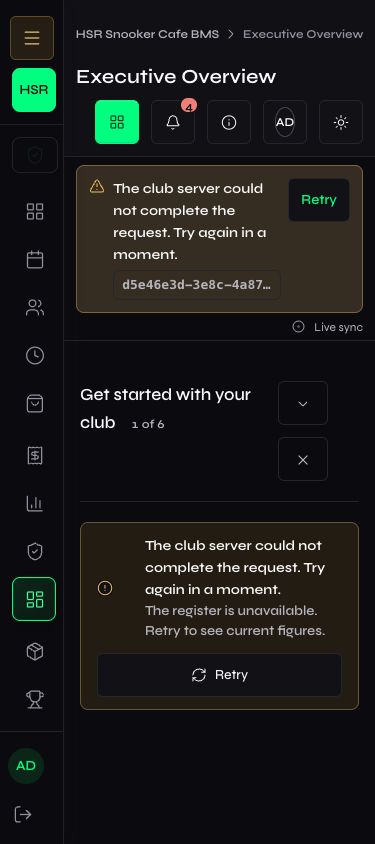 HSR Snooker Cafe BMS > Executive Overview
HSR
Executive Overview
4
AD
The club server could
not complete the
request. Try again in a
moment.
Retry
d5e46e3d-3e8c-4a87…
Live sync
Get started with your
club 1 of 6
The club server could not
complete the request. Try
again in a moment.
The register is unavailable.
Retry to see current figures.
Retry
AD